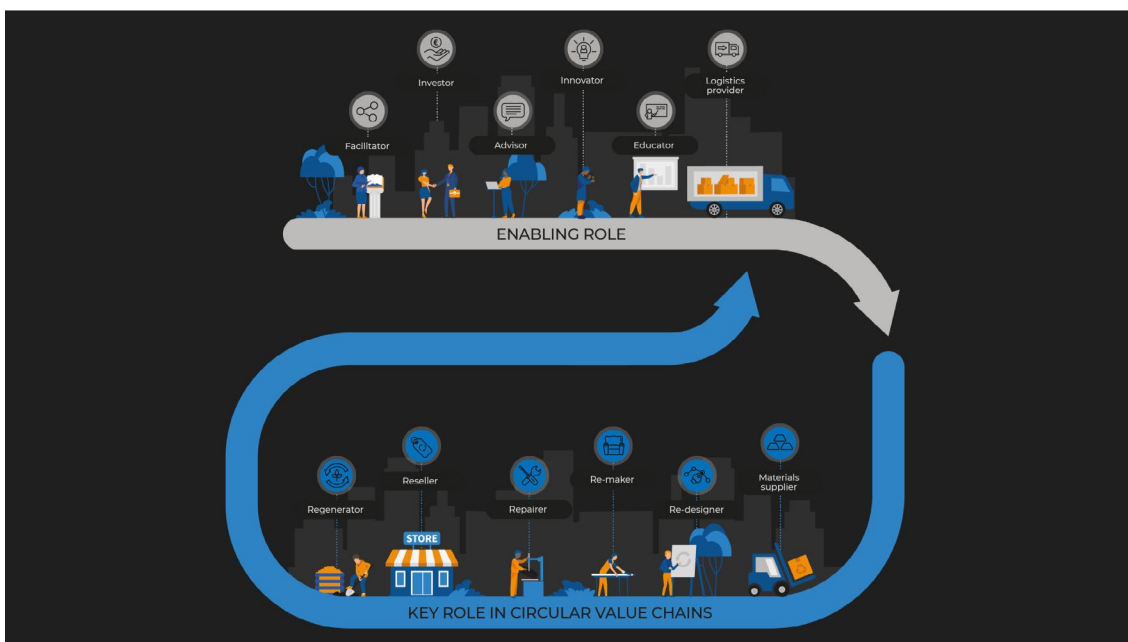 Investor
Innovator
Logistics
provider
Facilitator
Advisor
Educator
ENABLING ROLE
Reseller
Re-maker
Materials
supplier
Regenerator
Repairer
Re-designer
STORE
KEY ROLE IN CIRCULAR VALUE CHAINS